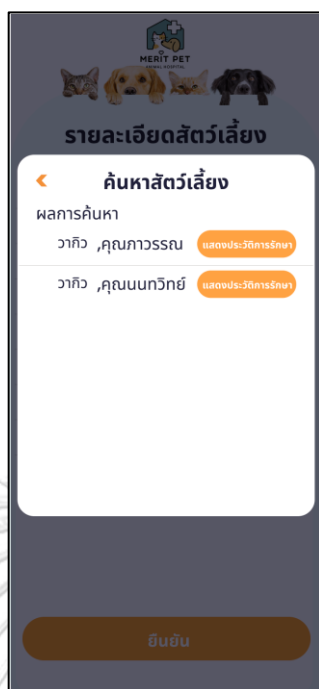 MERIT PET
ANIMAL HOSPITAL
รายละเอียดสัตว์เลี้ยง
ค้นหาสัตว์เลี้ยง
ผลการค้นหา
วากิว ,คุณภาวรรณ แสดงประวัติการรักษา
วากิว ,คุณนนทวิทย์ แสดงประวัติการรักษา
ยืนยัน